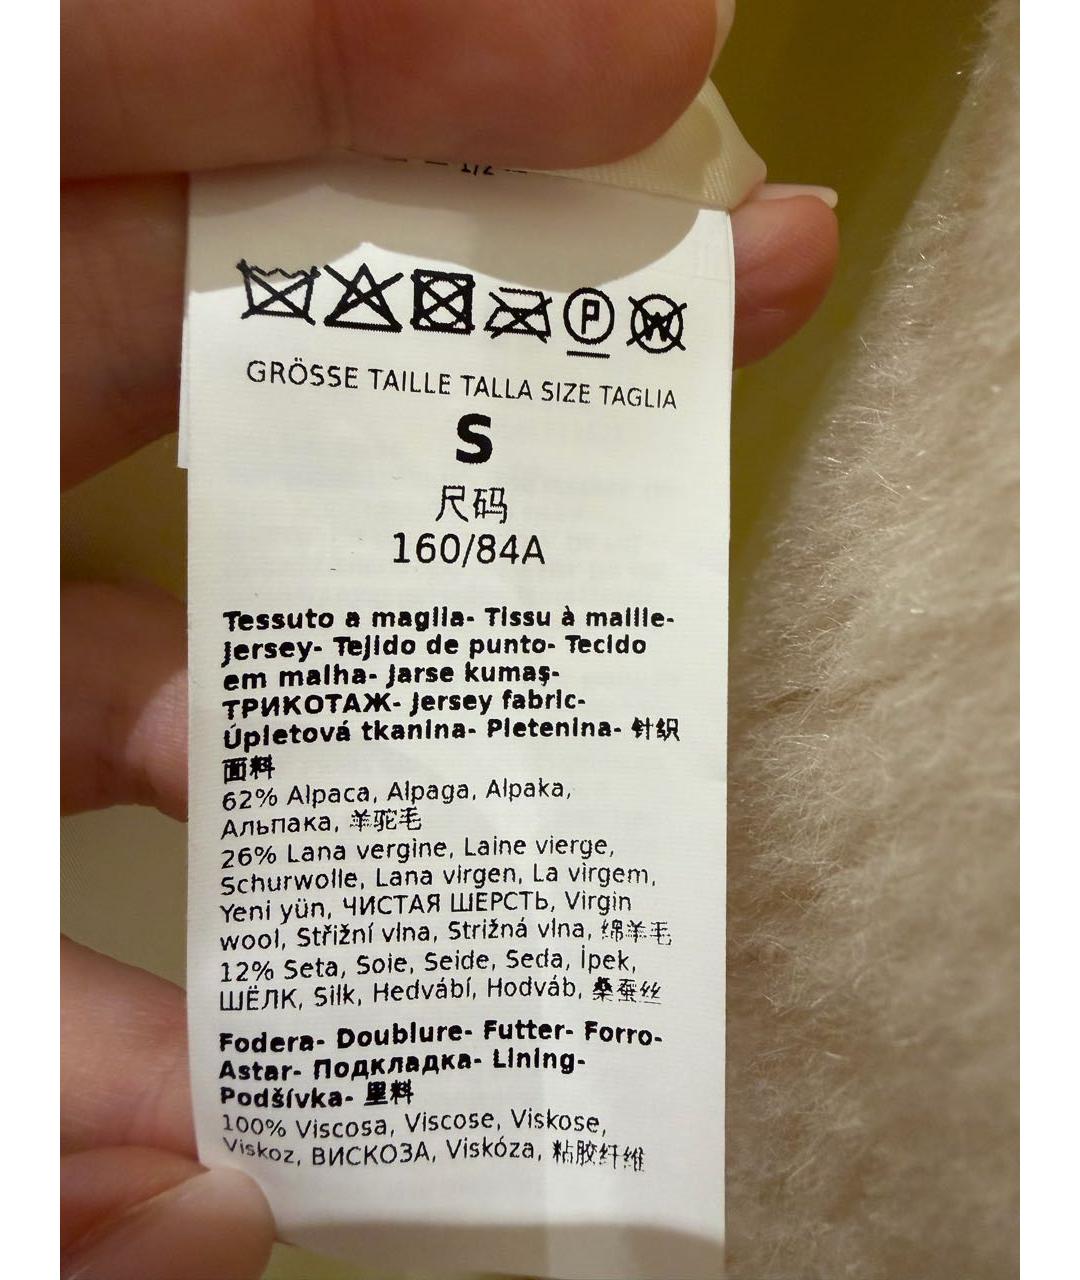 1/2
P W
GRÖSSE TAILLE TALLA SIZE TAGLIA
S
尺码
160/84A
Tessuto a maglia- Tissu à maille-
Jersey- Tejido de punto- Tecido
em malha- Jarse kumaş-
ТРИКОТАЖ- Jersey fabric-
Úpletová tkanina- Pletenina- 针织
面料
62% Alpaca, Alpaga, Alpaka,
Альпака, 羊驼毛
26% Lana vergine, Laine vierge,
Schurwolle, Lana virgen, La virgem,
Yeni yün, ЧИСТАЯ ШЕРСТЬ, Virgin
wool, Střižní vlna, Strižná vlna, 绵羊毛
12% Seta, Soie, Seide, Seda, İpek,
ШЁЛК, Silk, Hedvábí, Hodváb, 桑蚕丝
Fodera- Doublure- Futter- Forro-
Astar- Подкладка- Lining-
Podšívka- 里料
100% Viscosa, Viscose, Viskose,
Viskoz, ВИСКОЗА, Viskóza, 粘胶纤维